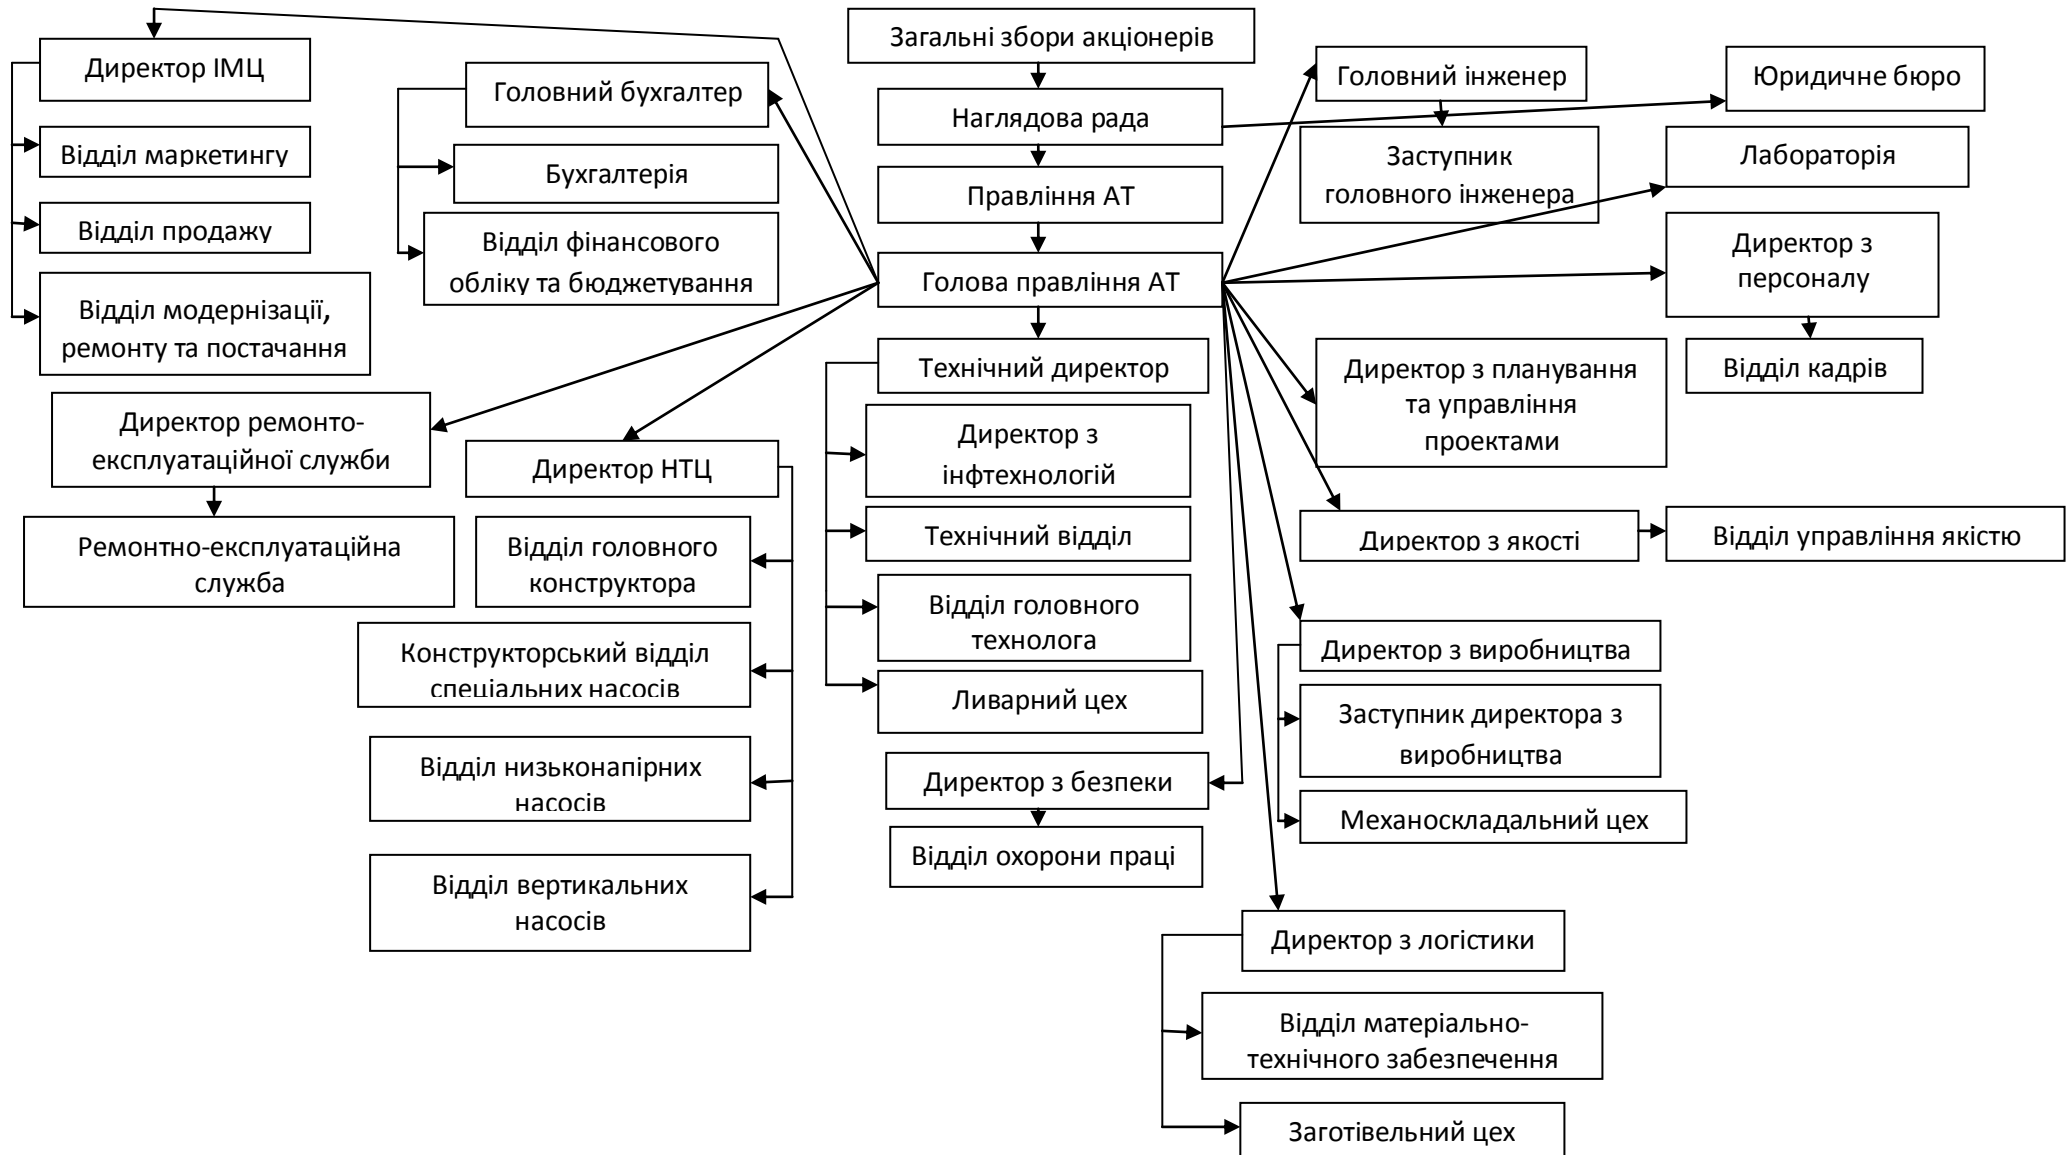 Загальні збори акціонерів
Директор ІМЦ
Головний бухгалтер
Наглядова рада
Головний інженер
Юридичне бюро
Відділ маркетингу
Бухгалтерія
Правління АТ
Заступник
головного інженера
Лабораторія
Відділ продажу
Відділ фінансового
обліку та бюджетування
Голова правління АТ
Директор з
персоналу
Відділ модернізації,
ремонту та постачання
Технічний директор
Директор з планування
та управління
проектами
Відділ кадрів
Директор ремонто-
експлуатаційної служби
Директор НТЦ
Директор з
інфтехнологій
Ремонтно-експлуатаційна
служба
Відділ головного
конструктора
Технічний відділ
Директор з якості
Відділ управління якістю
Конструкторський відділ
спеціальних насосів
Відділ головного
технолога
Директор з виробництва
Ливарний цех
Заступник директора з
виробництва
Відділ низьконапірних
насосів
Директор з безпеки
Механоскладальний цех
Відділ вертикальних
насосів
Відділ охорони праці
Директор з логістики
Відділ матеріально-
технічного забезпечення
Заготівельний цех